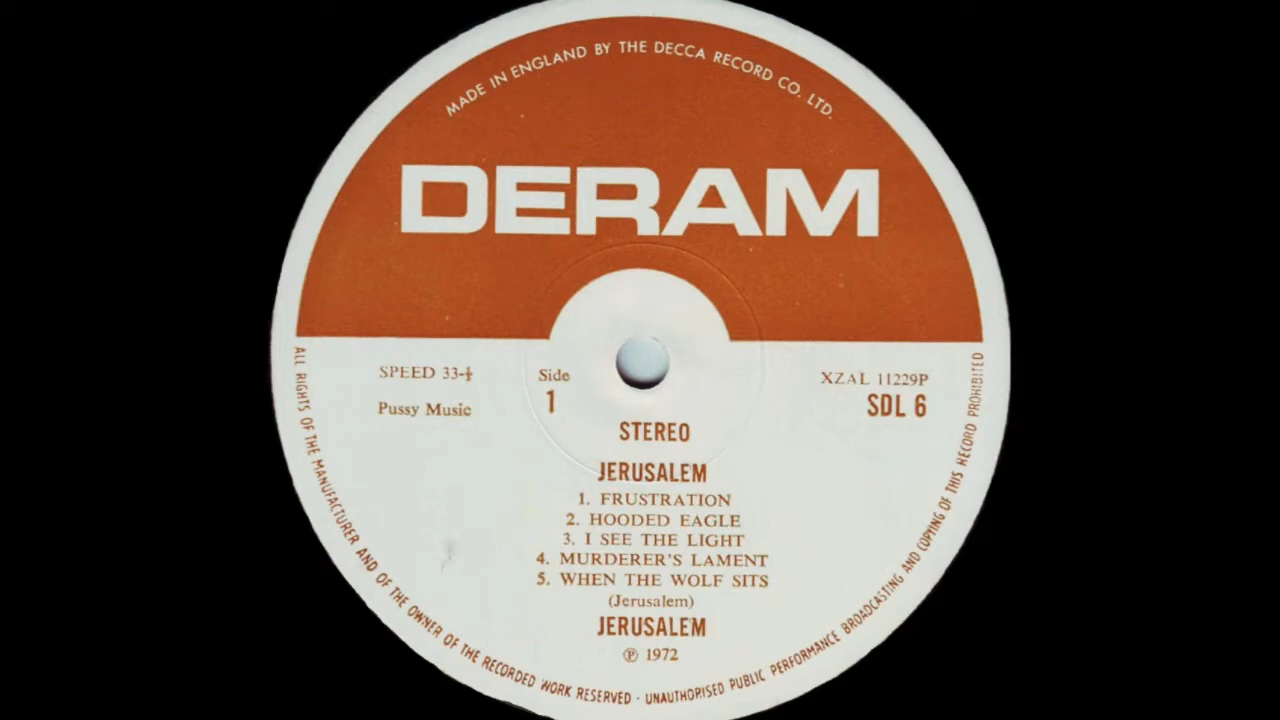 MADE IN ENGLAND BY THE DECCA RECORD CO. LTD.
DERAM
SPEED 33⅓
Side
XZAL 11229P
Pussy Music
1
SDL 6
STEREO
JERUSALEM
1. FRUSTRATION
2. HOODED EAGLE
3. I SEE THE LIGHT
4. MURDERER'S LAMENT
5. WHEN THE WOLF SITS
(Jerusalem)
JERUSALEM
℗ 1972
ALL RIGHTS OF THE MANUFACTURER AND OF THE OWNER OF THE RECORDED WORK RESERVED · UNAUTHORISED PUBLIC PERFORMANCE BROADCASTING AND COPYING OF THIS RECORD PROHIBITED